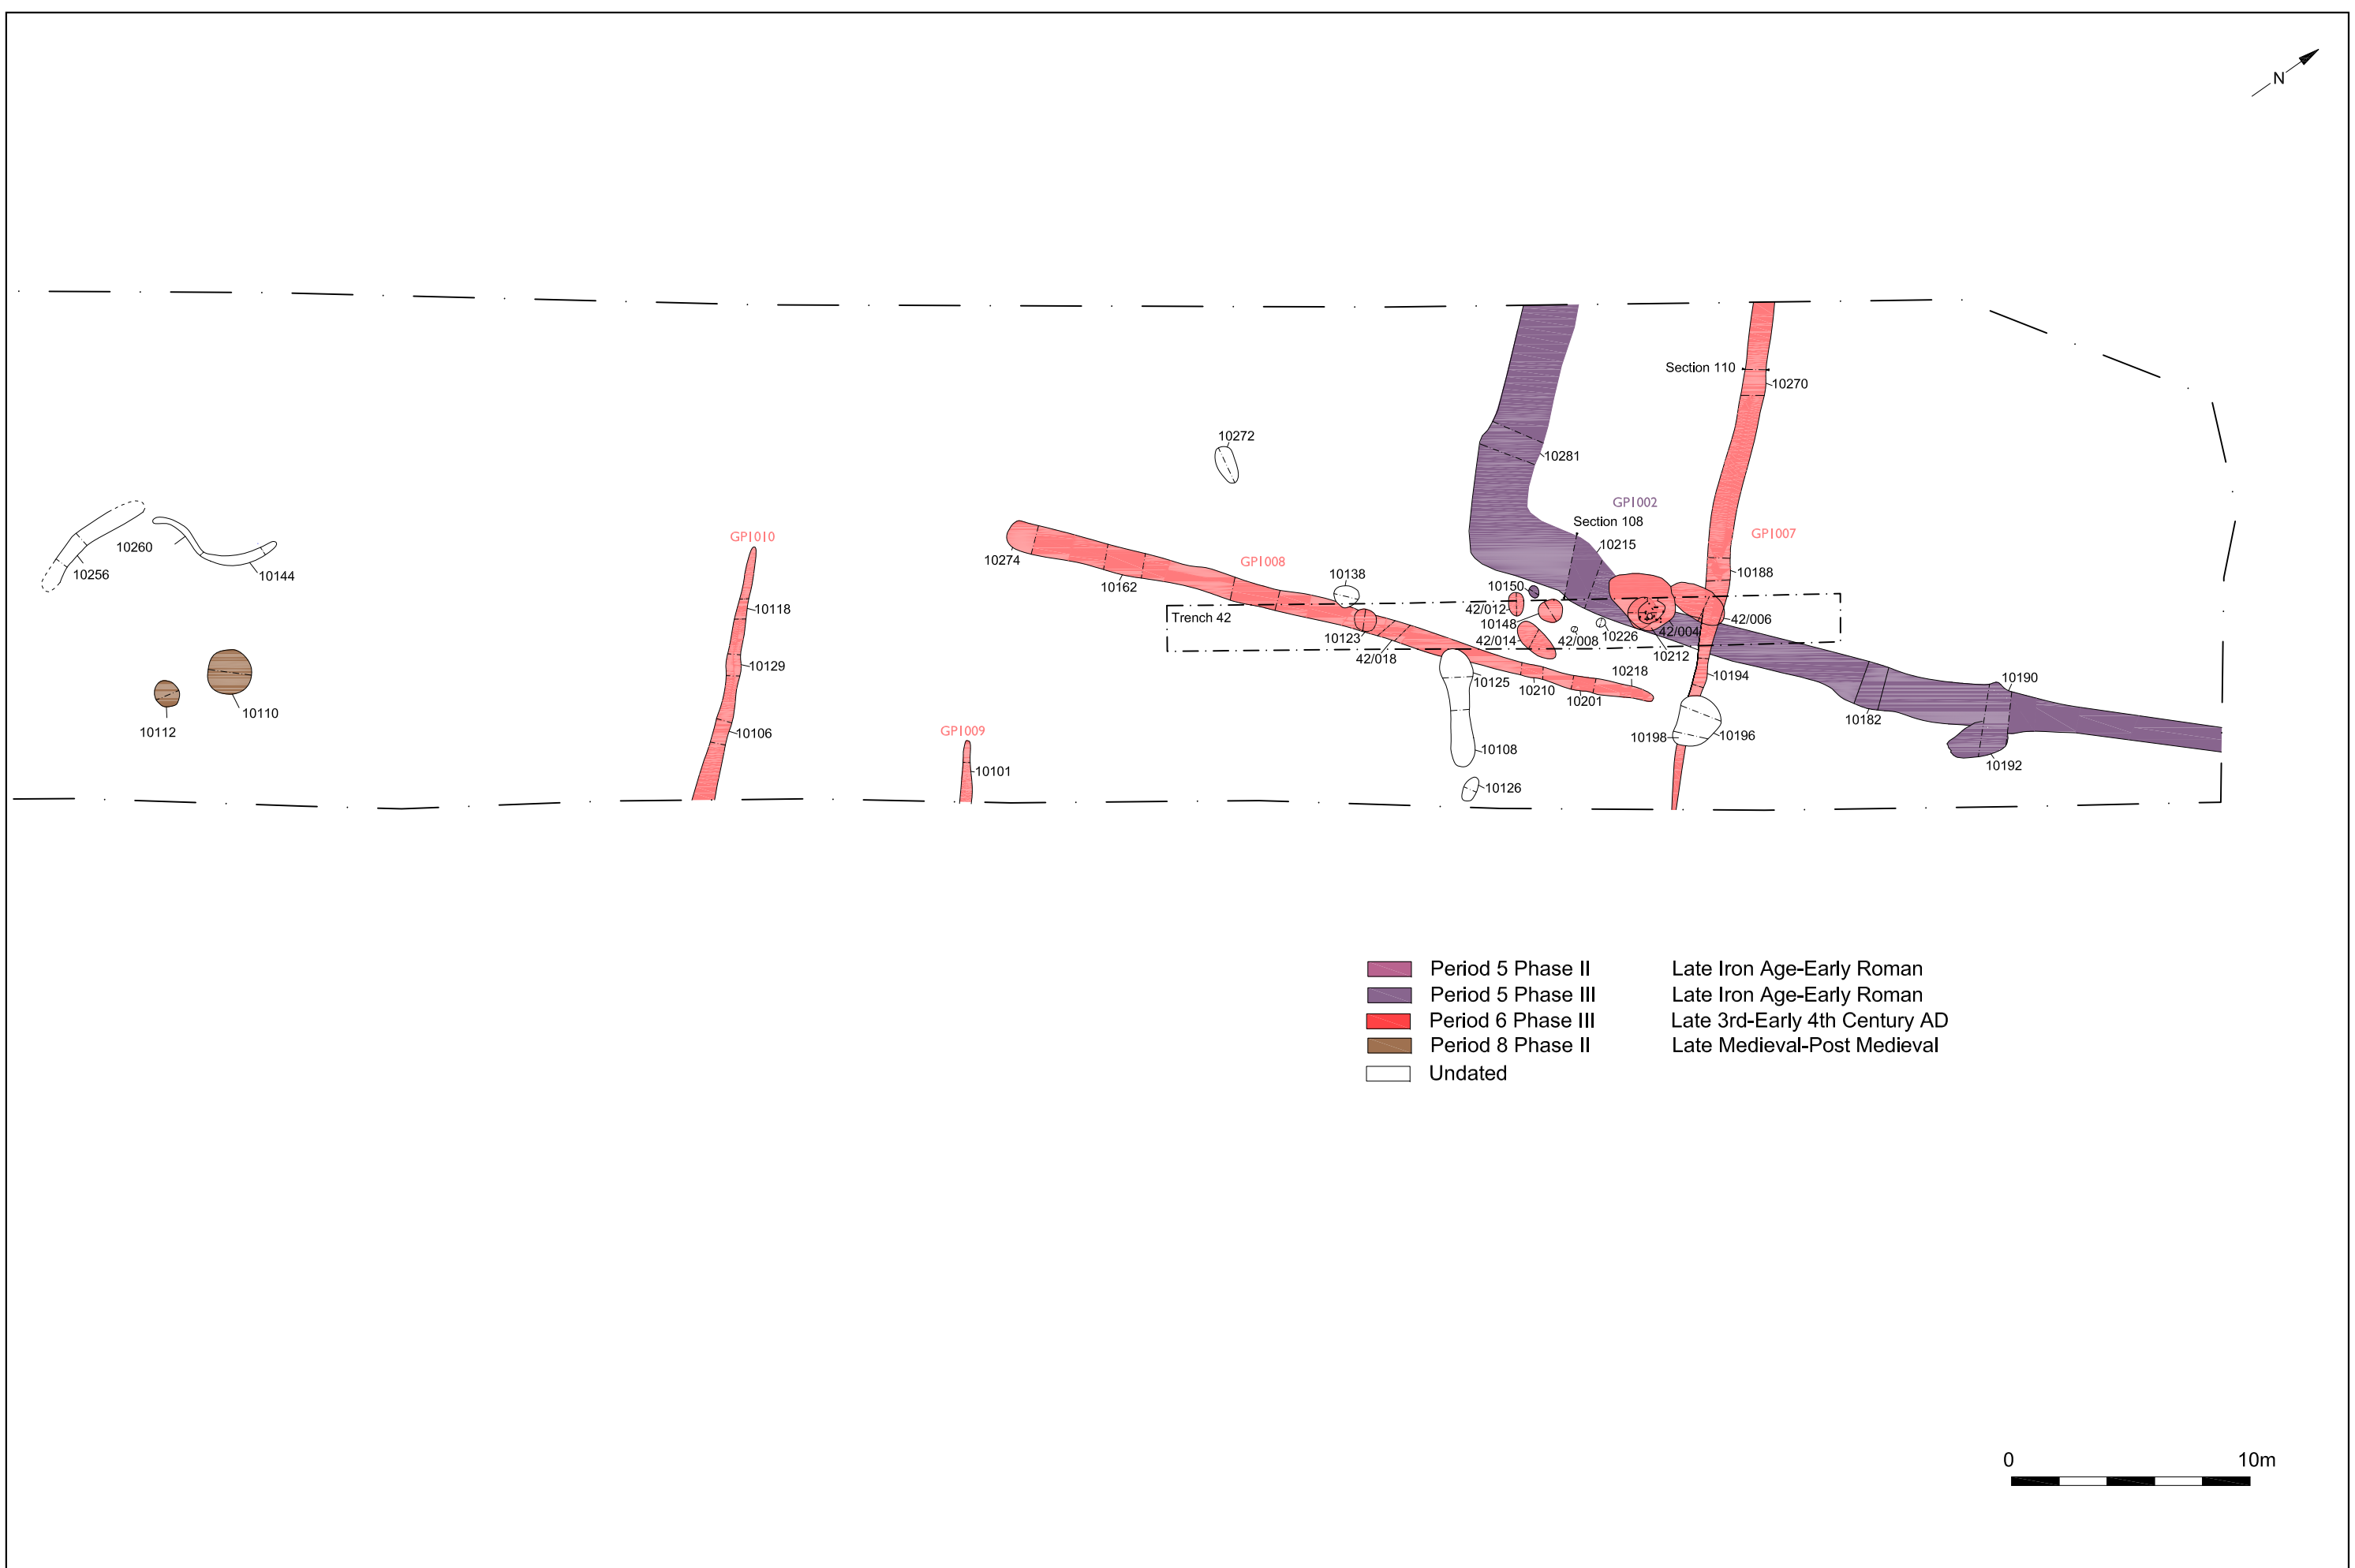 N
Section 110
10270
10272
10281
GP1002
Section 108
10215
GP1007
10260
10256
10144
GP1010
10274
GP1008
10162
10138
10150
10188
10118
Trench 42
42/012
10148
10123
42/014
42/008
10226
42/004
42/006
42/018
10212
10129
10125
10218
10194
10190
10210
10201
10182
10110
10112
10106
GP1009
10198
10196
10108
10192
10101
10126
Period 5 Phase II Late Iron Age-Early Roman
Period 5 Phase III Late Iron Age-Early Roman
Period 6 Phase III Late 3rd-Early 4th Century AD
Period 8 Phase II Late Medieval-Post Medieval
Undated
0 10m